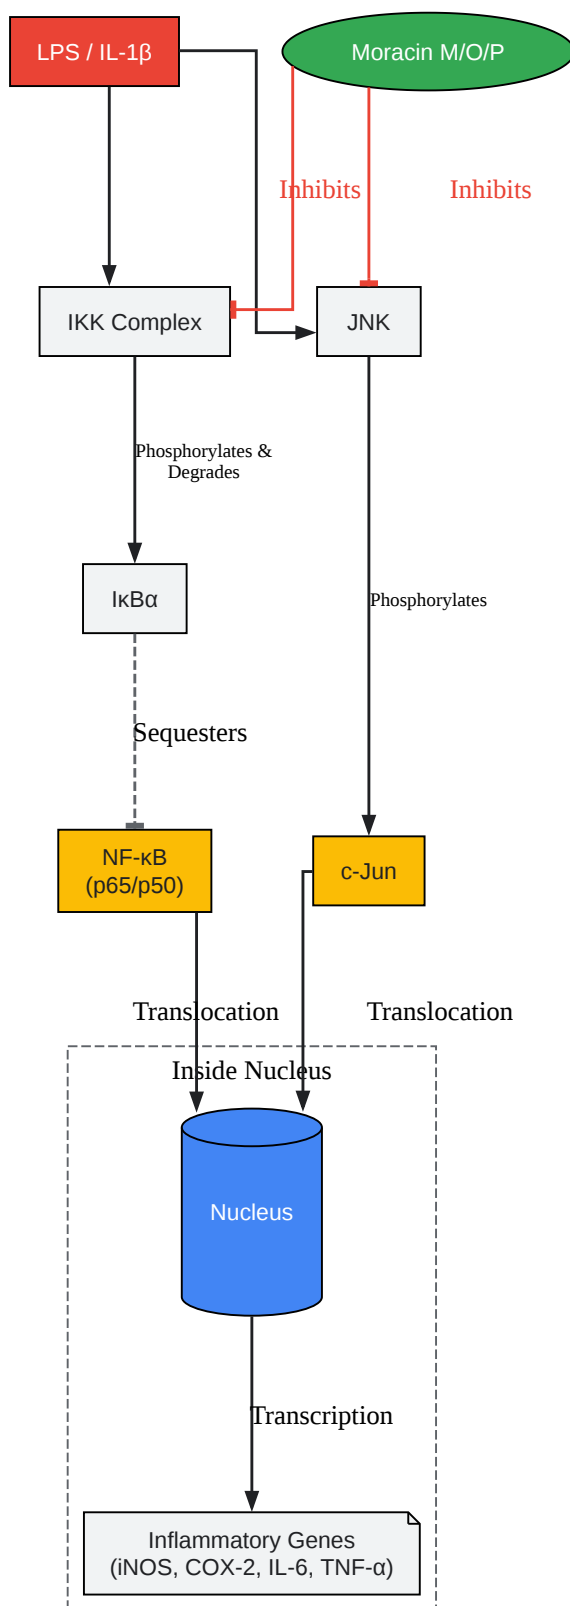 LPS / IL-1β
Moracin M/O/P
Inhibits
Inhibits
IKK Complex
JNK
Phosphorylates &
Degrades
IκBα
Phosphorylates
Sequesters
NF-κB
(p65/p50)
c-Jun
Translocation
Translocation
Inside Nucleus
Nucleus
Transcription
Inflammatory Genes
(iNOS, COX-2, IL-6, TNF-α)